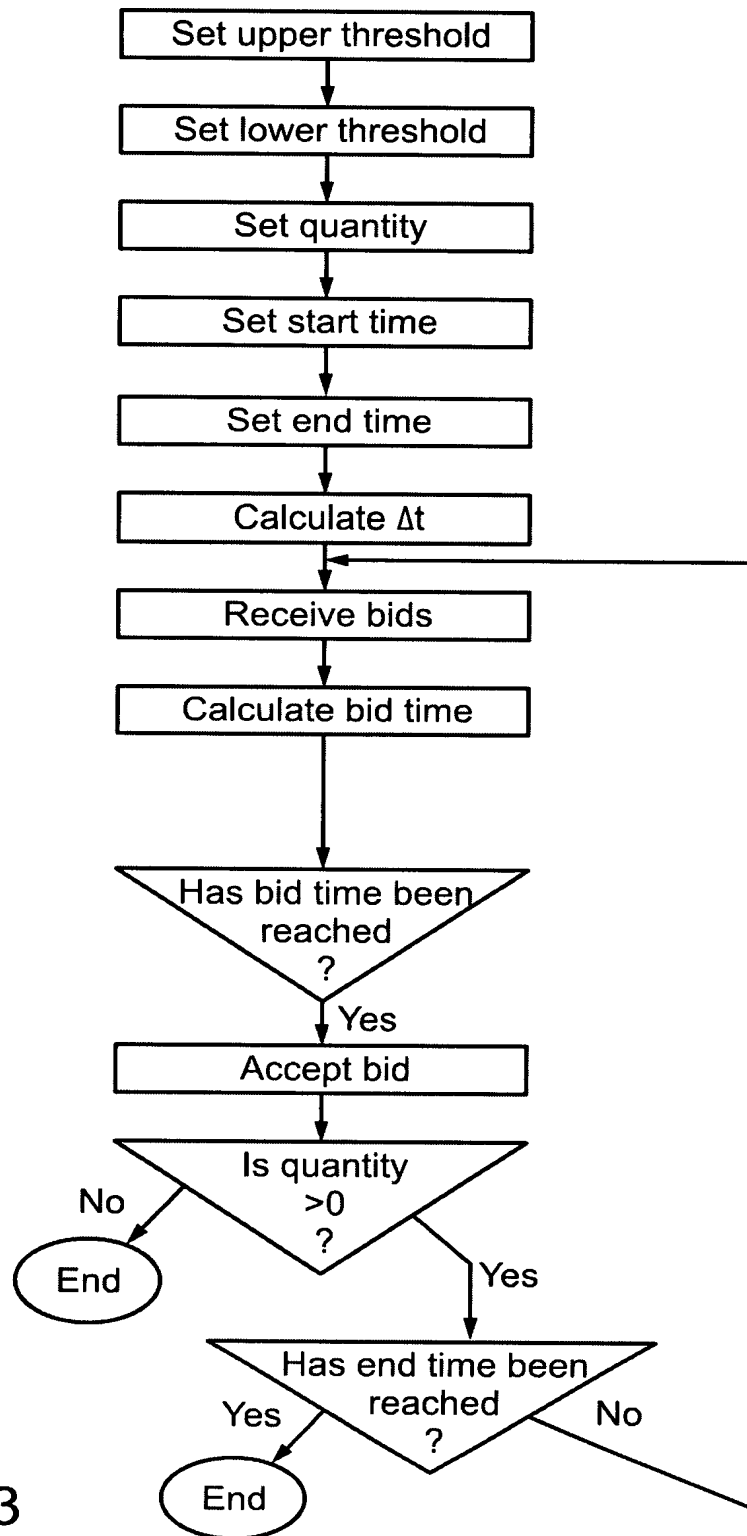 Set upper threshold
Set lower threshold
Set quantity
Set start time
Set end time
Calculate Δt
Receive bids
Calculate bid time
Has bid time been
reached
?
Yes
Accept bid
Is quantity
>0
?
No
End
Yes
Has end time been
reached
?
Yes
No
End
3